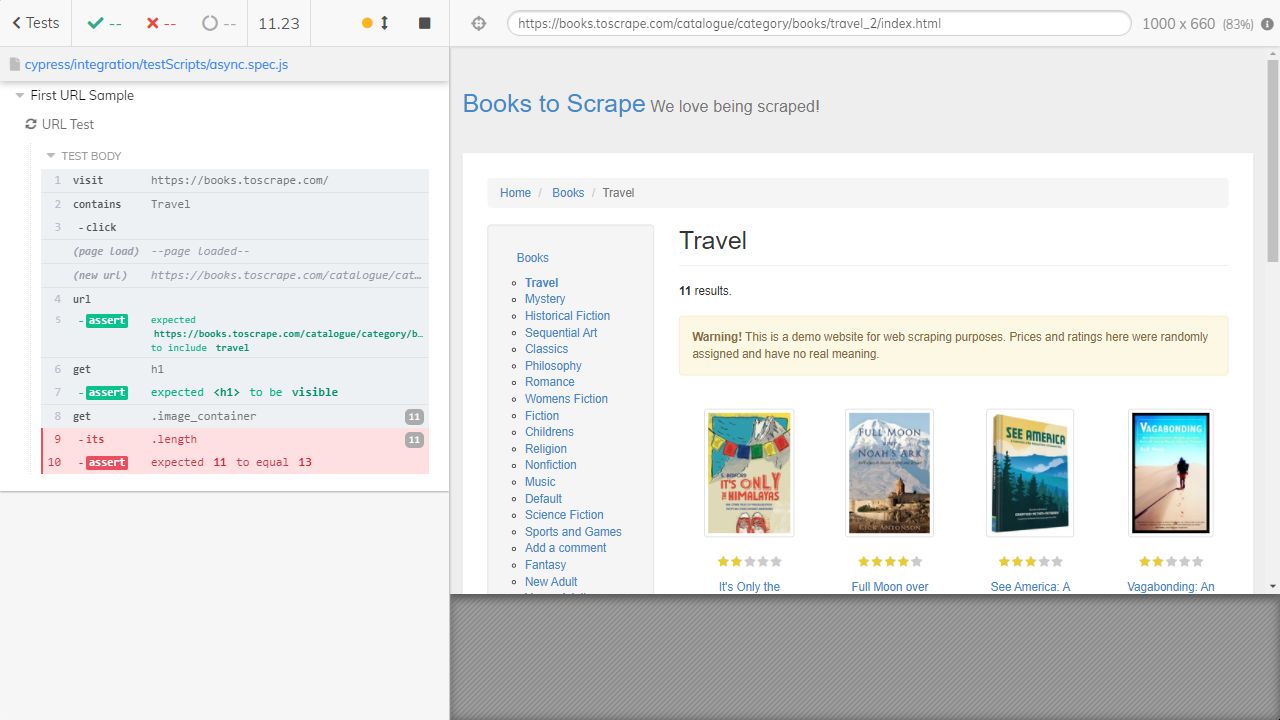 Tests
--
--
--
11.23
https://books.toscrape.com/catalogue/category/books/travel_2/index.html
1000 x 660 (83%)
cypress/integration/testScripts/async.spec.js
First URL Sample
URL Test
TEST BODY
1 visit https://books.toscrape.com/
2 contains Travel
3 -click
(page load) --page loaded--
(new url) https://books.toscrape.com/catalogue/cat…
4 url
5 -assert expected
https://books.toscrape.com/catalogue/category/b…
to include travel
6 get h1
7 -assert expected <h1> to be visible
8 get .image_container 11
9 -its .length 11
10 -assert expected 11 to equal 13
Books to Scrape We love being scraped!
Home / Books / Travel
Books
Travel
Mystery
Historical Fiction
Sequential Art
Classics
Philosophy
Romance
Womens Fiction
Fiction
Childrens
Religion
Nonfiction
Music
Default
Science Fiction
Sports and Games
Add a comment
Fantasy
New Adult
Travel
11 results.
Warning! This is a demo website for web scraping purposes. Prices and ratings here were randomly
assigned and have no real meaning.
IT'S ONLY
THE
HIMALAYAS
FULL MOON
OVER
NOAH'S ARK
RICK ANTONSON
SEE AMERICA
VAGABONDING
It's Only the
Full Moon over
See America: A
Vagabonding: An